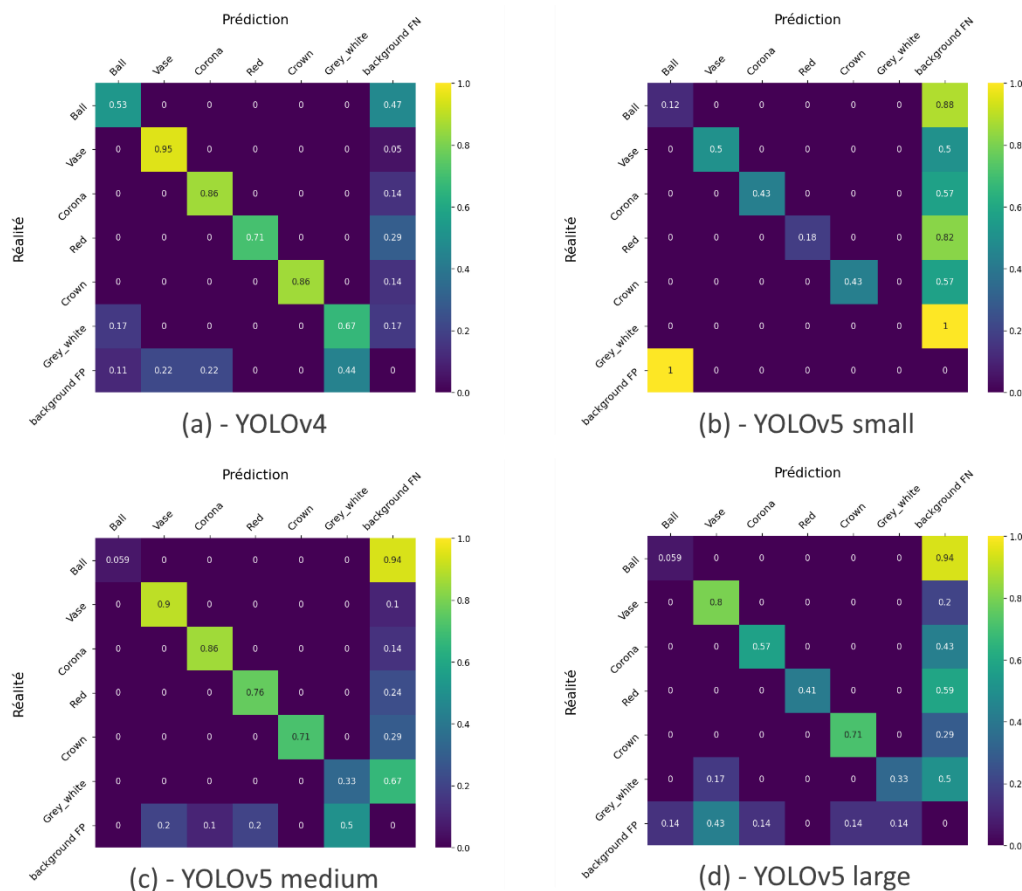 Prédiction
Ball Vase Corona Red Crown Grey_white background FN
Réalité
Ball 0.53 0 0 0 0 0 0.47
Vase 0 0.95 0 0 0 0 0.05
Corona 0 0 0.86 0 0 0 0.14
Red 0 0 0 0.71 0 0 0.29
Crown 0 0 0 0 0.86 0 0.14
Grey_white 0.17 0 0 0 0 0.67 0.17
background FP 0.11 0.22 0.22 0 0 0.44 0
1.0
0.8
0.6
0.4
0.2
0.0
(a) - YOLOv4
Prédiction
Ball Vase Corona Red Crown Grey_white background FN
Réalité
Ball 0.12 0 0 0 0 0 0.88
Vase 0 0.5 0 0 0 0 0.5
Corona 0 0 0.43 0 0 0 0.57
Red 0 0 0 0.18 0 0 0.82
Crown 0 0 0 0 0.43 0 0.57
Grey_white 0 0 0 0 0 0 1
background FP 1 0 0 0 0 0 0
1.0
0.8
0.6
0.4
0.2
0.0
(b) - YOLOv5 small
Prédiction
Ball Vase Corona Red Crown Grey_white background FN
Réalité
Ball 0.059 0 0 0 0 0 0.94
Vase 0 0.9 0 0 0 0 0.1
Corona 0 0 0.86 0 0 0 0.14
Red 0 0 0 0.76 0 0 0.24
Crown 0 0 0 0 0.71 0 0.29
Grey_white 0 0 0 0 0 0.33 0.67
background FP 0 0.2 0.1 0.2 0 0.5 0
1.0
0.8
0.6
0.4
0.2
0.0
(c) - YOLOv5 medium
Prédiction
Ball Vase Corona Red Crown Grey_white background FN
Réalité
Ball 0.059 0 0 0 0 0 0.94
Vase 0 0.8 0 0 0 0 0.2
Corona 0 0 0.57 0 0 0 0.43
Red 0 0 0 0.41 0 0 0.59
Crown 0 0 0 0 0.71 0 0.29
Grey_white 0 0.17 0 0 0 0.33 0.5
background FP 0.14 0.43 0.14 0 0.14 0.14 0
1.0
0.8
0.6
0.4
0.2
0.0
(d) - YOLOv5 large